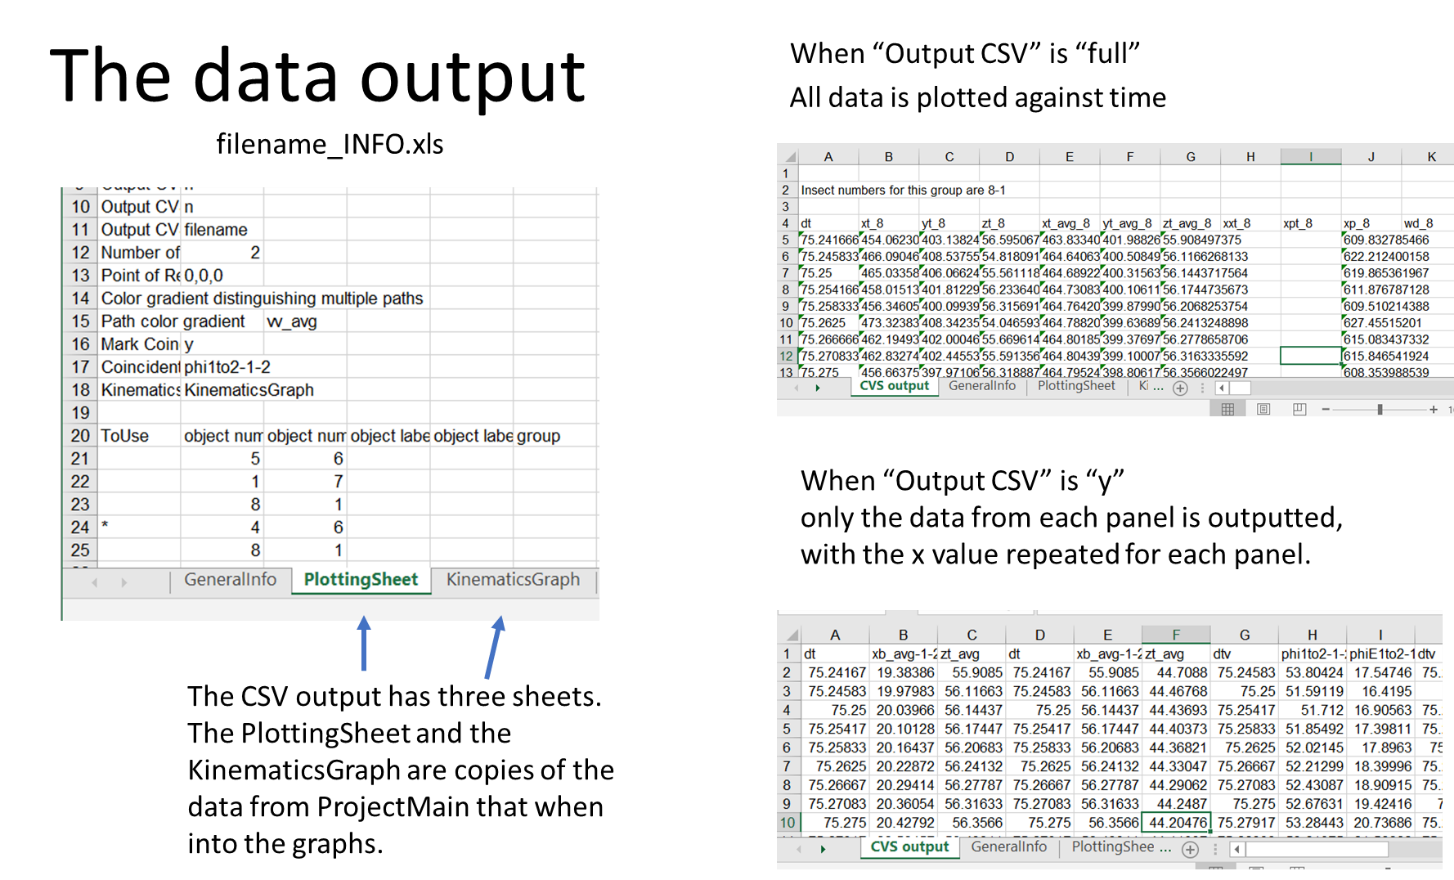 The data output
filename_INFO.xls
10 Output CV n
11 Output CV filename
12 Number of 2
13 Point of Re 0,0,0
14 Color gradient distinguishing multiple paths
15 Path color gradient vv_avg
16 Mark Coin y
17 Coincident phi1to2-1-2
18 Kinematics KinematicsGraph
19
20 ToUse object num object num object labe object labe group
21 5 6
22 1 7
23 8 1
24 * 4 6
25 8 1
GeneralInfo PlottingSheet KinematicsGraph
The CSV output has three sheets.
The PlottingSheet and the
KinematicsGraph are copies of the
data from ProjectMain that when
into the graphs.
When “Output CSV” is “full”
All data is plotted against time
A B C D E F G H I J K
1
2 Insect numbers for this group are 8-1
3
4 dt xt_8 yt_8 zt_8 xt_avg_8 yt_avg_8 zt_avg_8 xxt_8 xpt_8 xp_8 wd_8
5 75.241666 454.06230 403.13824 56.595067 463.83340 401.98826 55.908497375 609.832785466
6 75.245833 466.09046 408.53755 54.818091 464.64063 400.50849 56.1166268133 622.212400158
7 75.25 465.03358 406.06624 55.561118 464.68922 400.31563 56.1443717564 619.865361967
8 75.254166 458.01513 401.81229 56.233640 464.73083 400.10611 56.1744735673 611.876787128
9 75.258333 456.34605 400.09939 56.315691 464.76420 399.87990 56.2068253754 609.510214388
10 75.2625 473.32383 408.34235 54.046593 464.78820 399.63689 56.2413248898 627.45515201
11 75.266666 462.19493 402.00046 55.669614 464.80185 399.37697 56.2778658706 615.083437332
12 75.270833 462.83274 402.44553 55.591356 464.80439 399.10007 56.3163335592 615.846541924
13 75.275 456.66375 397.97106 56.318887 464.79524 398.80617 56.3566022497 608.353988539
CVS output GeneralInfo PlottingSheet Ki ...
When “Output CSV” is “y”
only the data from each panel is outputted,
with the x value repeated for each panel.
A B C D E F G H I
1 dt xb_avg-1-2 zt_avg dt xb_avg-1-2 zt_avg dtv phi1to2-1- phiE1to2-1 dtv
2 75.24167 19.38386 55.9085 75.24167 55.9085 44.7088 75.24583 53.80424 17.54746 75.
3 75.24583 19.97983 56.11663 75.24583 56.11663 44.46768 75.25 51.59119 16.4195
4 75.25 20.03966 56.14437 75.25 56.14437 44.43693 75.25417 51.712 16.90563 75.
5 75.25417 20.10128 56.17447 75.25417 56.17447 44.40373 75.25833 51.85492 17.39811 75.
6 75.25833 20.16437 56.20683 75.25833 56.20683 44.36821 75.2625 52.02145 17.8963 75
7 75.2625 20.22872 56.24132 75.2625 56.24132 44.33047 75.26667 52.21299 18.39996 75.
8 75.26667 20.29414 56.27787 75.26667 56.27787 44.29062 75.27083 52.43087 18.90915 75.
9 75.27083 20.36054 56.31633 75.27083 56.31633 44.2487 75.275 52.67631 19.42416 7
10 75.275 20.42792 56.3566 75.275 56.3566 44.20476 75.27917 53.28443 20.73686 75.
CVS output GeneralInfo PlottingShee ...